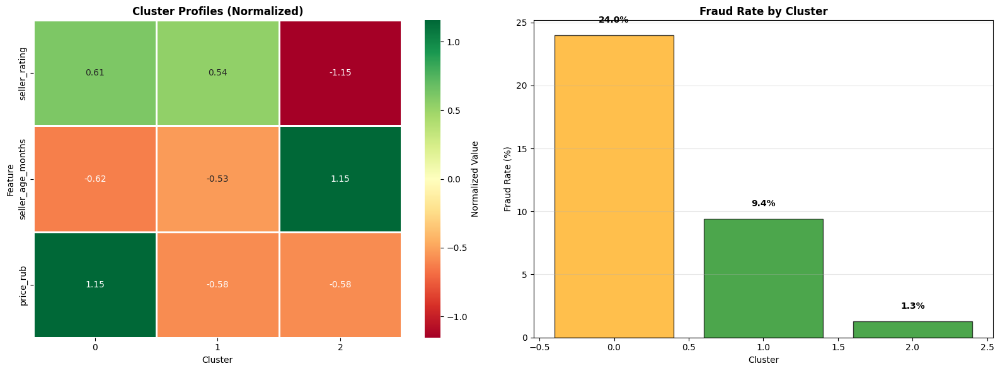 Cluster Profiles (Normalized)
Feature
seller_rating
seller_age_months
price_rub
0.61 0.54 -1.15
-0.62 -0.53 1.15
1.15 -0.58 -0.58
0 1 2
Cluster
1.0
0.5
0.0
−0.5
−1.0
Normalized Value
Fraud Rate by Cluster
Fraud Rate (%)
25
20
15
10
5
0
24.0%
9.4%
1.3%
−0.5 0.0 0.5 1.0 1.5 2.0 2.5
Cluster